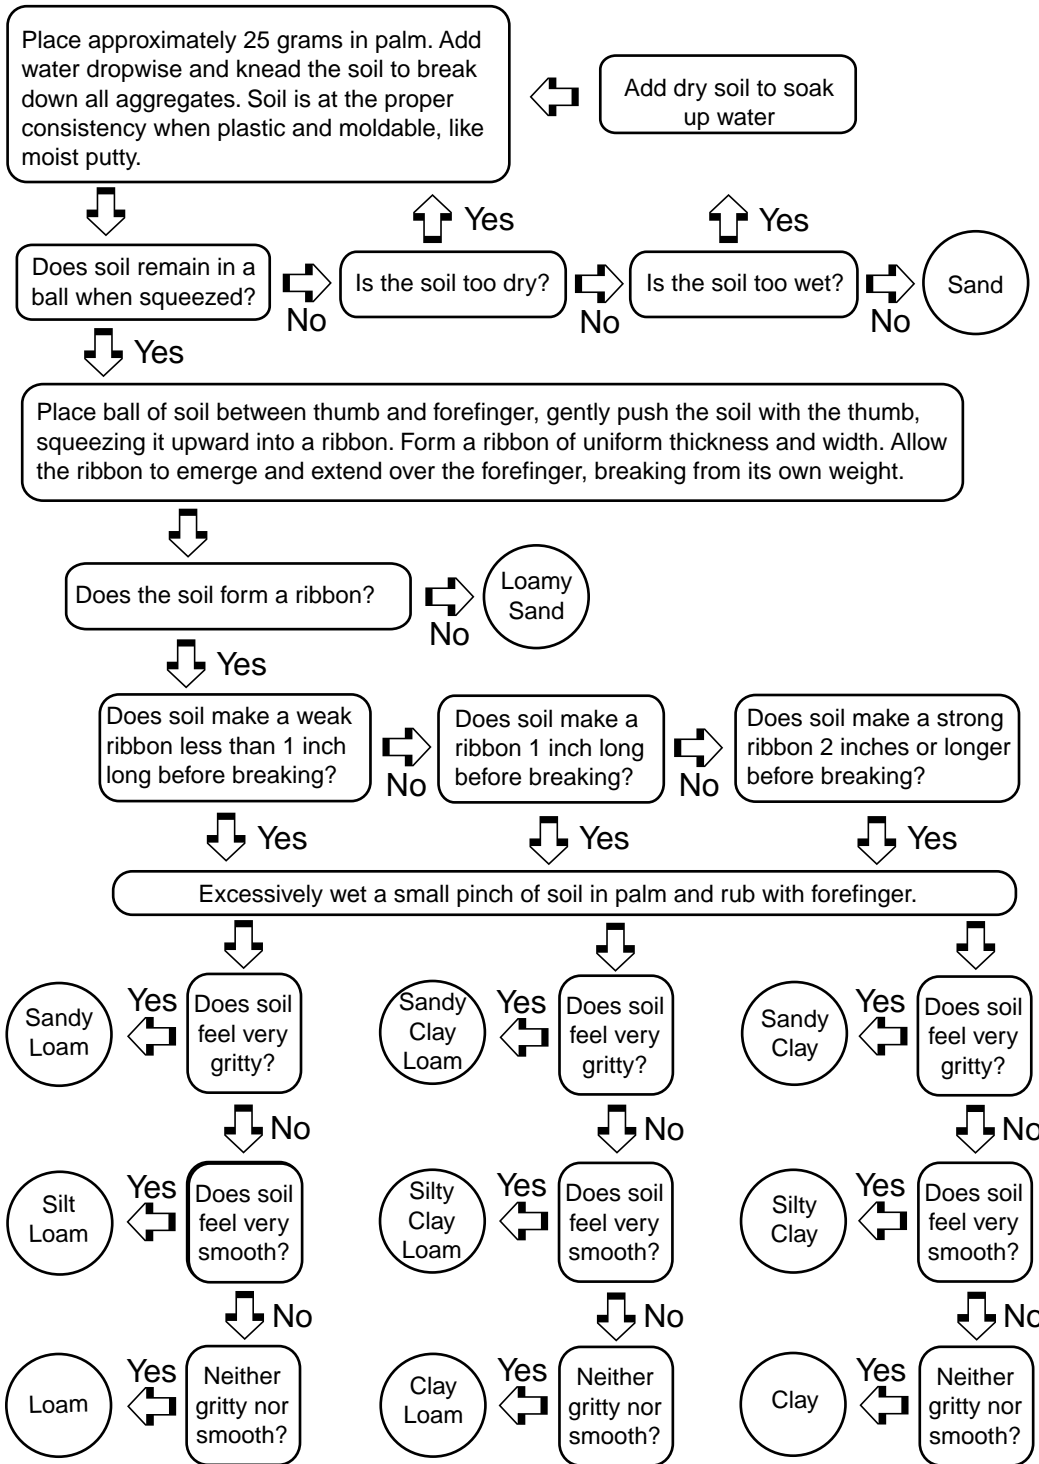 Place approximately 25 grams in palm. Add
water dropwise and knead the soil to break
down all aggregates. Soil is at the proper
consistency when plastic and moldable, like
moist putty.
Add dry soil to soak
up water
Yes
Yes
Does soil remain in a
ball when squeezed?
No
Is the soil too dry?
No
Is the soil too wet?
No
Sand
Yes
Place ball of soil between thumb and forefinger, gently push the soil with the thumb,
squeezing it upward into a ribbon. Form a ribbon of uniform thickness and width. Allow
the ribbon to emerge and extend over the forefinger, breaking from its own weight.
Does the soil form a ribbon?
No
Loamy
Sand
Yes
Does soil make a weak
ribbon less than 1 inch
long before breaking?
No
Does soil make a
ribbon 1 inch long
before breaking?
No
Does soil make a strong
ribbon 2 inches or longer
before breaking?
Yes
Yes
Yes
Excessively wet a small pinch of soil in palm and rub with forefinger.
Sandy
Loam
Yes
Does soil
feel very
gritty?
Sandy
Clay
Loam
Yes
Does soil
feel very
gritty?
Sandy
Clay
Yes
Does soil
feel very
gritty?
No
No
No
Silt
Loam
Yes
Does soil
feel very
smooth?
Silty
Clay
Loam
Yes
Does soil
feel very
smooth?
Silty
Clay
Yes
Does soil
feel very
smooth?
No
No
No
Loam
Yes
Neither
gritty nor
smooth?
Clay
Loam
Yes
Neither
gritty nor
smooth?
Clay
Yes
Neither
gritty nor
smooth?